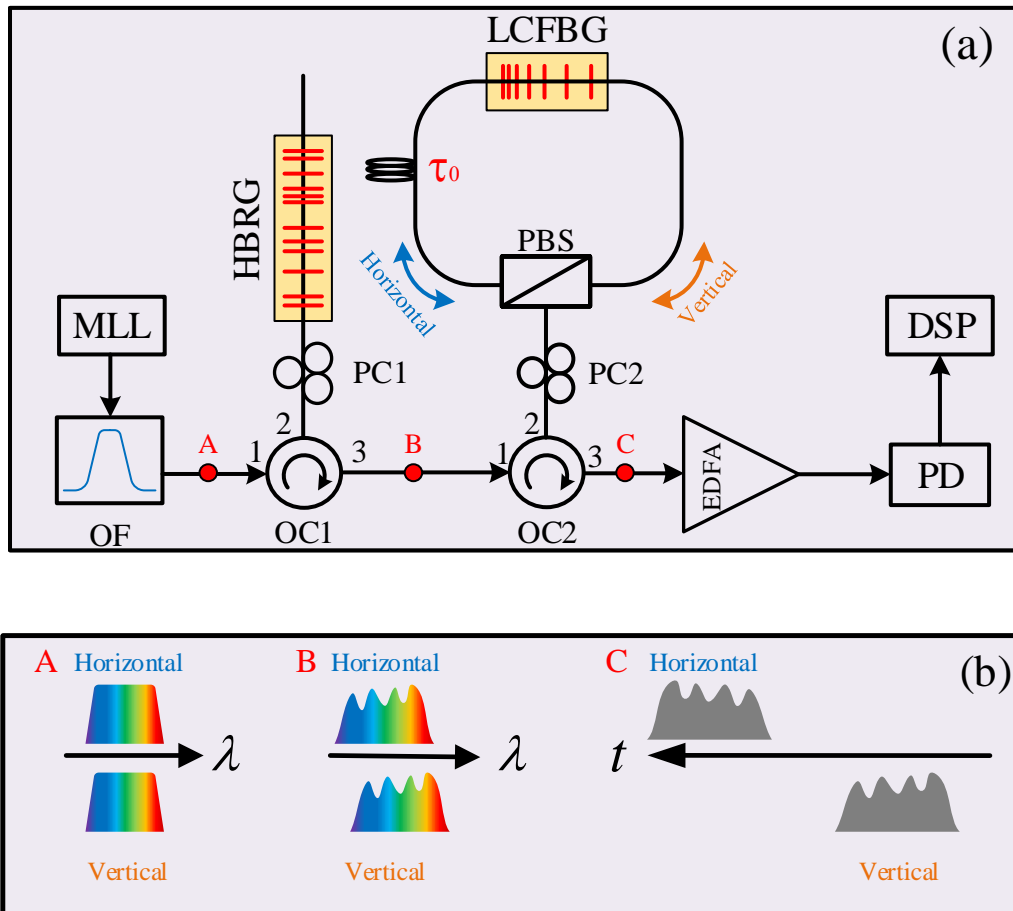 (a)
LCFBG
τ0
HBRG
PBS
Horizontal
Vertical
MLL
DSP
PC1
PC2
2
2
A
1
3
B
1
3
C
EDFA
PD
OF
OC1
OC2
(b)
A Horizontal
B Horizontal
C Horizontal
λ
λ
t
Vertical
Vertical
Vertical